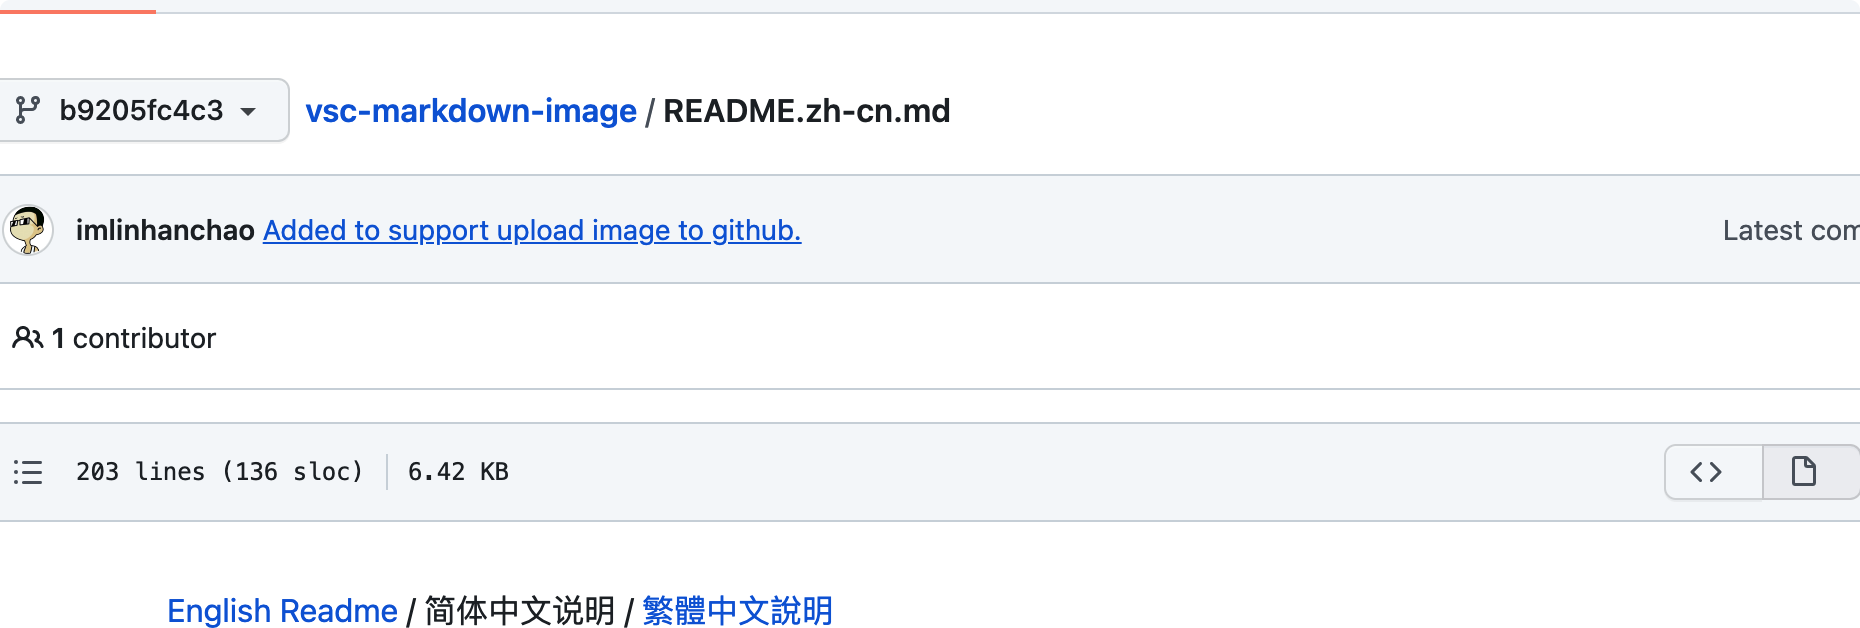 b9205fc4c3 vsc-markdown-image / README.zh-cn.md
imlinhanchao Added to support upload image to github. Latest com
1 contributor
203 lines (136 sloc) 6.42 KB
English Readme / 简体中文说明 / 繁體中文說明